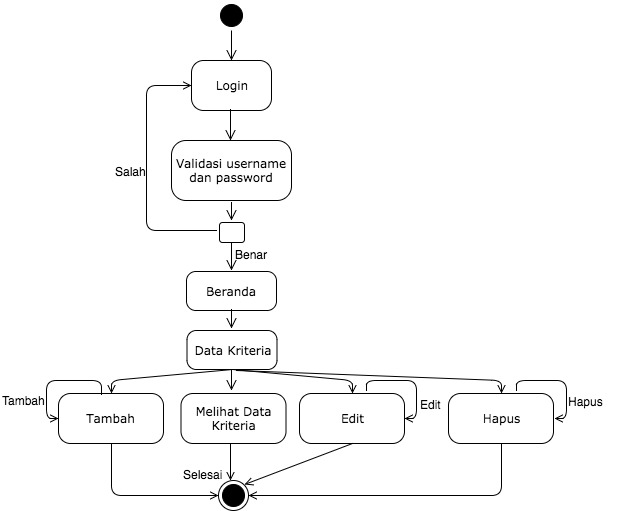 Login
Validasi username
dan password
Salah
Benar
Beranda
Data Kriteria
Tambah
Tambah
Melihat Data
Kriteria
Edit
Edit
Hapus
Hapus
Selesai